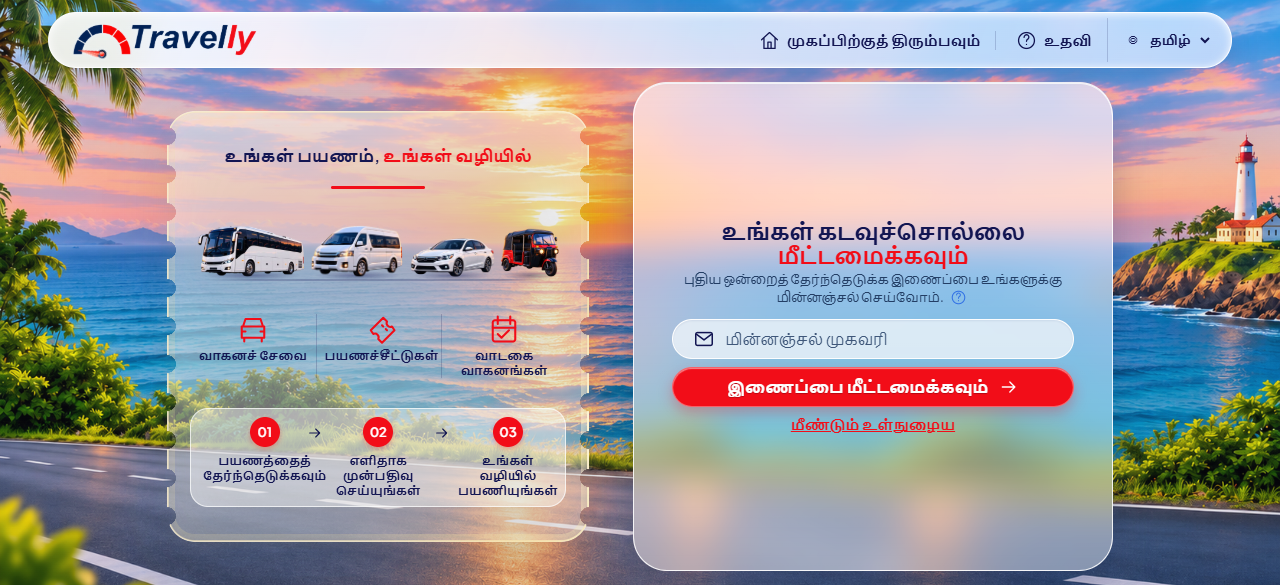 Travelly
முகப்பிற்குத் திரும்பவும்
உதவி
தமிழ்
உங்கள் பயணம், உங்கள் வழியில்
வாகனச் சேவை
பயணச்சீட்டுகள்
வாடகை
வாகனங்கள்
01
02
03
பயணத்தைத்
தேர்ந்தெடுக்கவும்
எளிதாக
முன்பதிவு
செய்யுங்கள்
உங்கள்
வழியில்
பயணியுங்கள்
உங்கள் கடவுச்சொல்லை
மீட்டமைக்கவும்
புதிய ஒன்றைத் தேர்ந்தெடுக்க இணைப்பை உங்களுக்கு
மின்னஞ்சல் செய்வோம்.
மின்னஞ்சல் முகவரி
இணைப்பை மீட்டமைக்கவும்
மீண்டும் உள்நுழைய